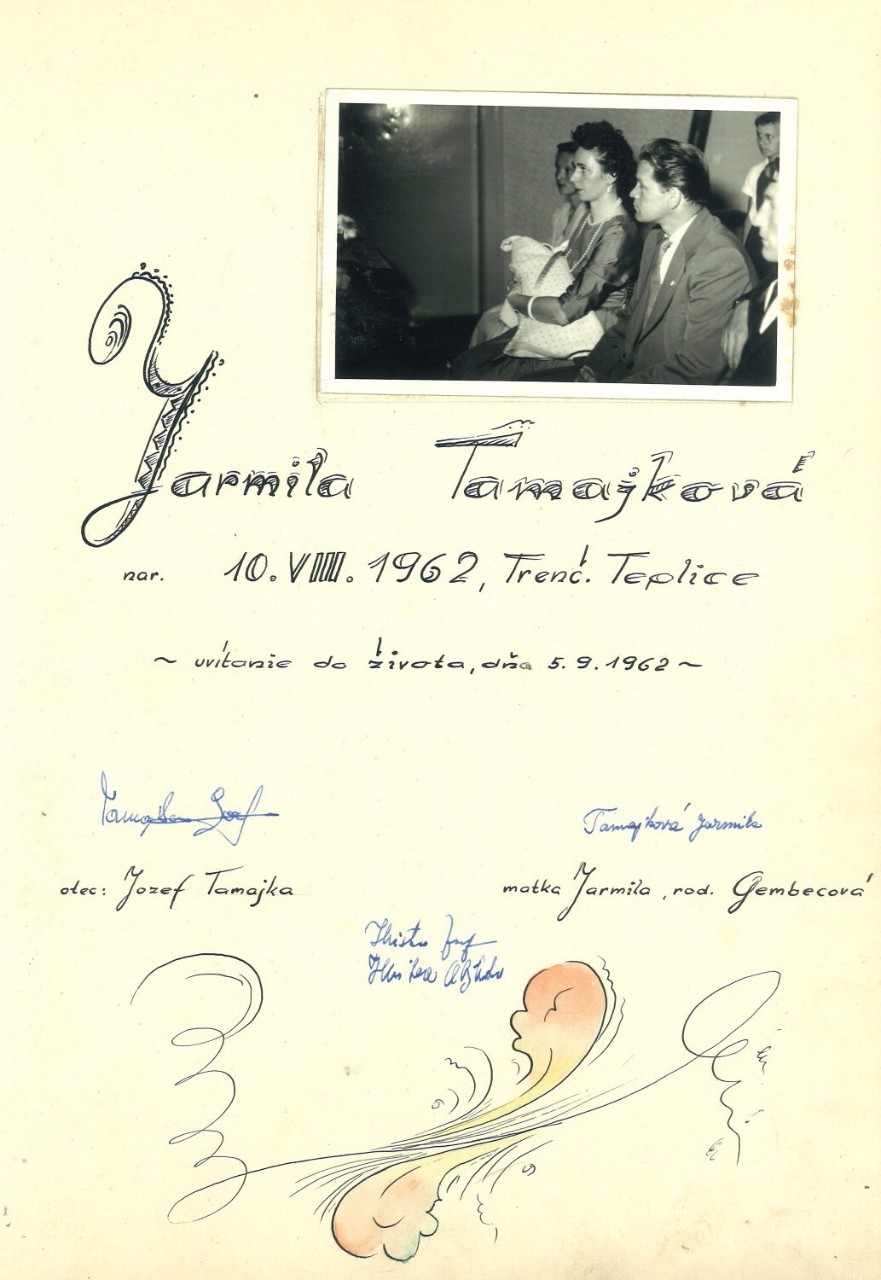 Jarmila Tamajková
nar. 10. VIII. 1962, Trenč. Teplice
~ uvítanie do života, dňa 5. 9. 1962 ~
Tamajka Jozef
Tamajková Jarmila
otec: Jozef Tamajka
matka Jarmila, rod. Gembecová